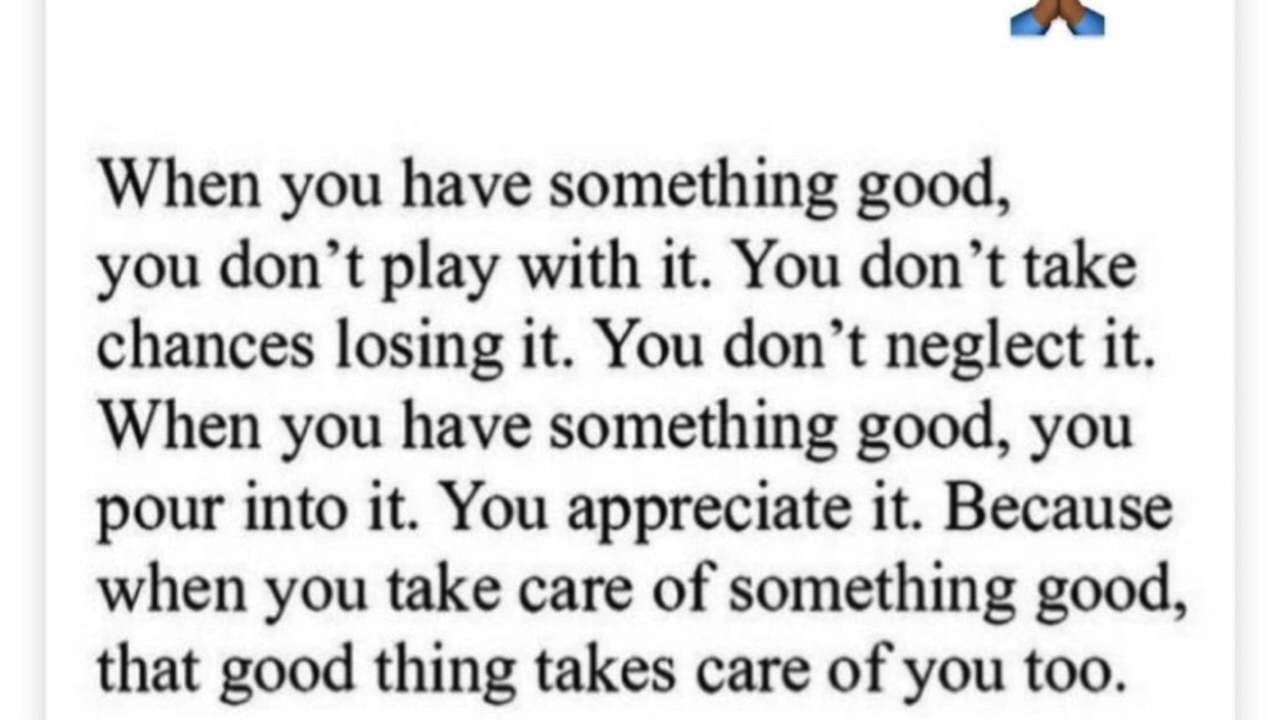 When you have something good,
you don’t play with it. You don’t take
chances losing it. You don’t neglect it.
When you have something good, you
pour into it. You appreciate it. Because
when you take care of something good,
that good thing takes care of you too.